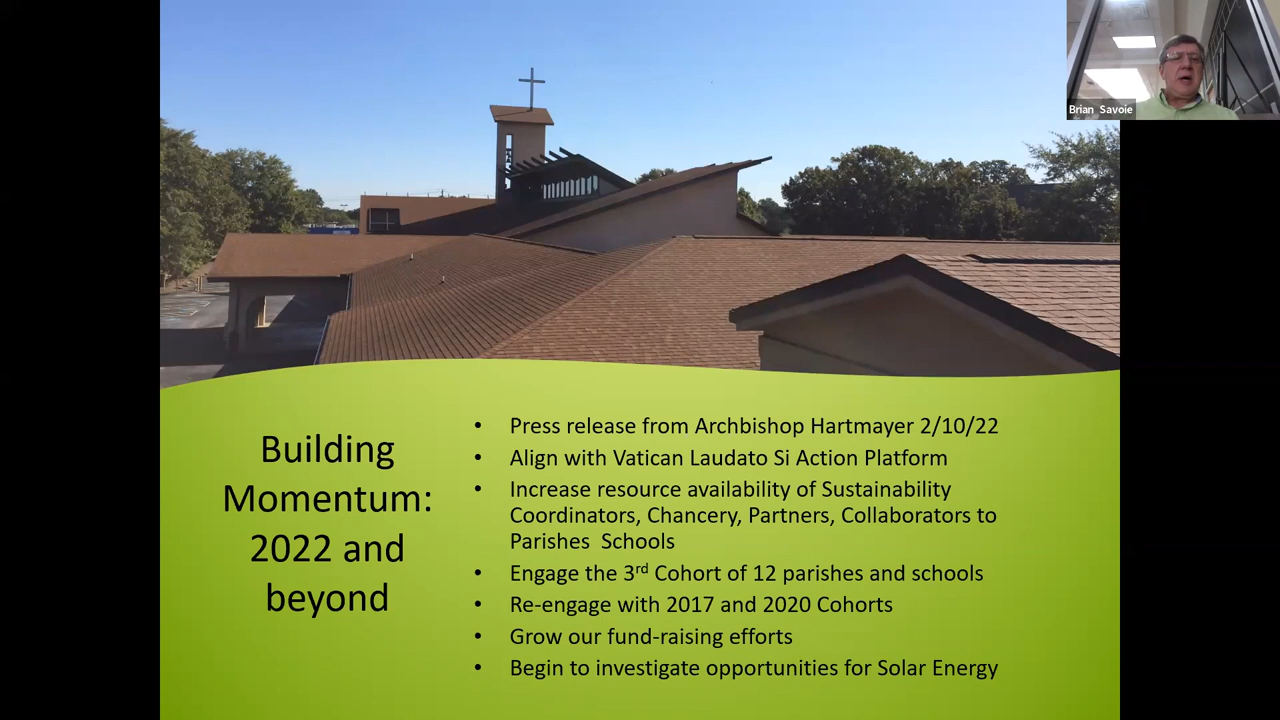 Brian Savoie
Building
Momentum:
2022 and
beyond
• Press release from Archbishop Hartmayer 2/10/22
• Align with Vatican Laudato Si Action Platform
• Increase resource availability of Sustainability
Coordinators, Chancery, Partners, Collaborators to
Parishes  Schools
• Engage the 3rd Cohort of 12 parishes and schools
• Re-engage with 2017 and 2020 Cohorts
• Grow our fund-raising efforts
• Begin to investigate opportunities for Solar Energy